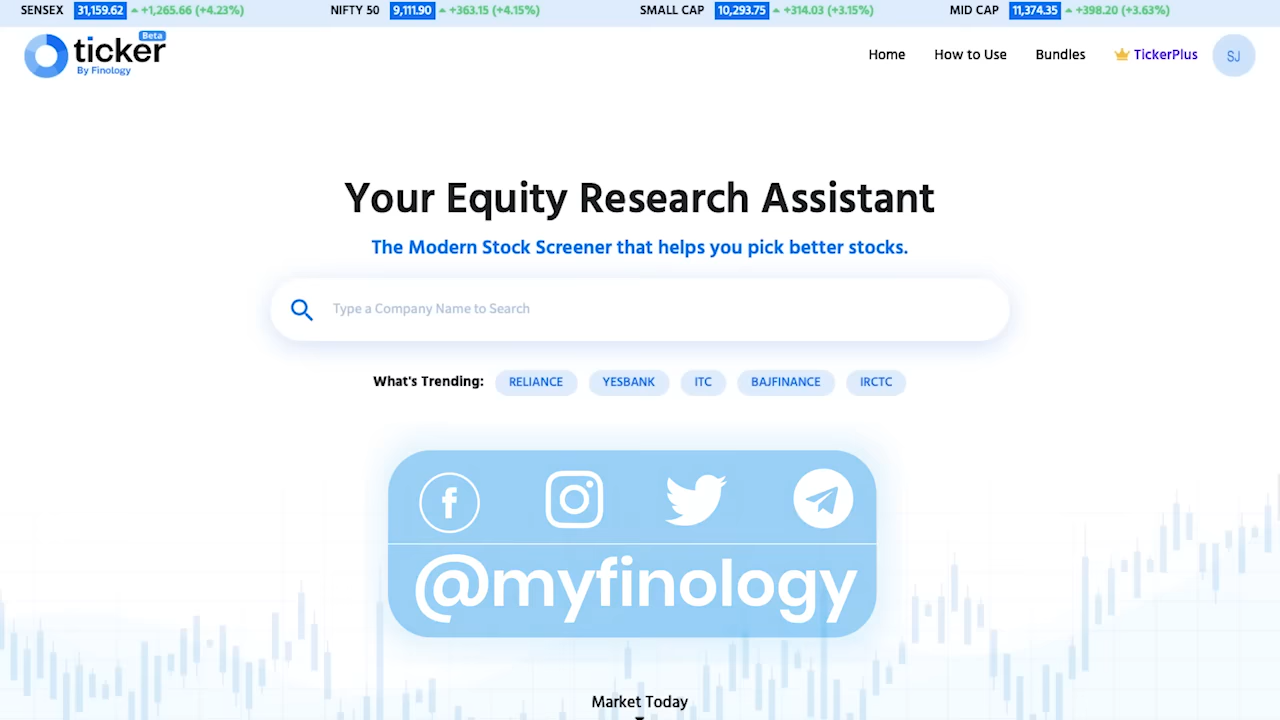 SENSEX 31,159.62 +1,265.66 (+4.23%) NIFTY 50 9,111.90 +363.15 (+4.15%) SMALL CAP 10,293.75 +314.03 (+3.15%) MID CAP 11,374.35 +398.20 (+3.63%)
ticker Beta
By Finology
Home How to Use Bundles TickerPlus SJ
Your Equity Research Assistant
The Modern Stock Screener that helps you pick better stocks.
Type a Company Name to Search
What's Trending: RELIANCE YESBANK ITC BAJFINANCE IRCTC
@myfinology
Market Today